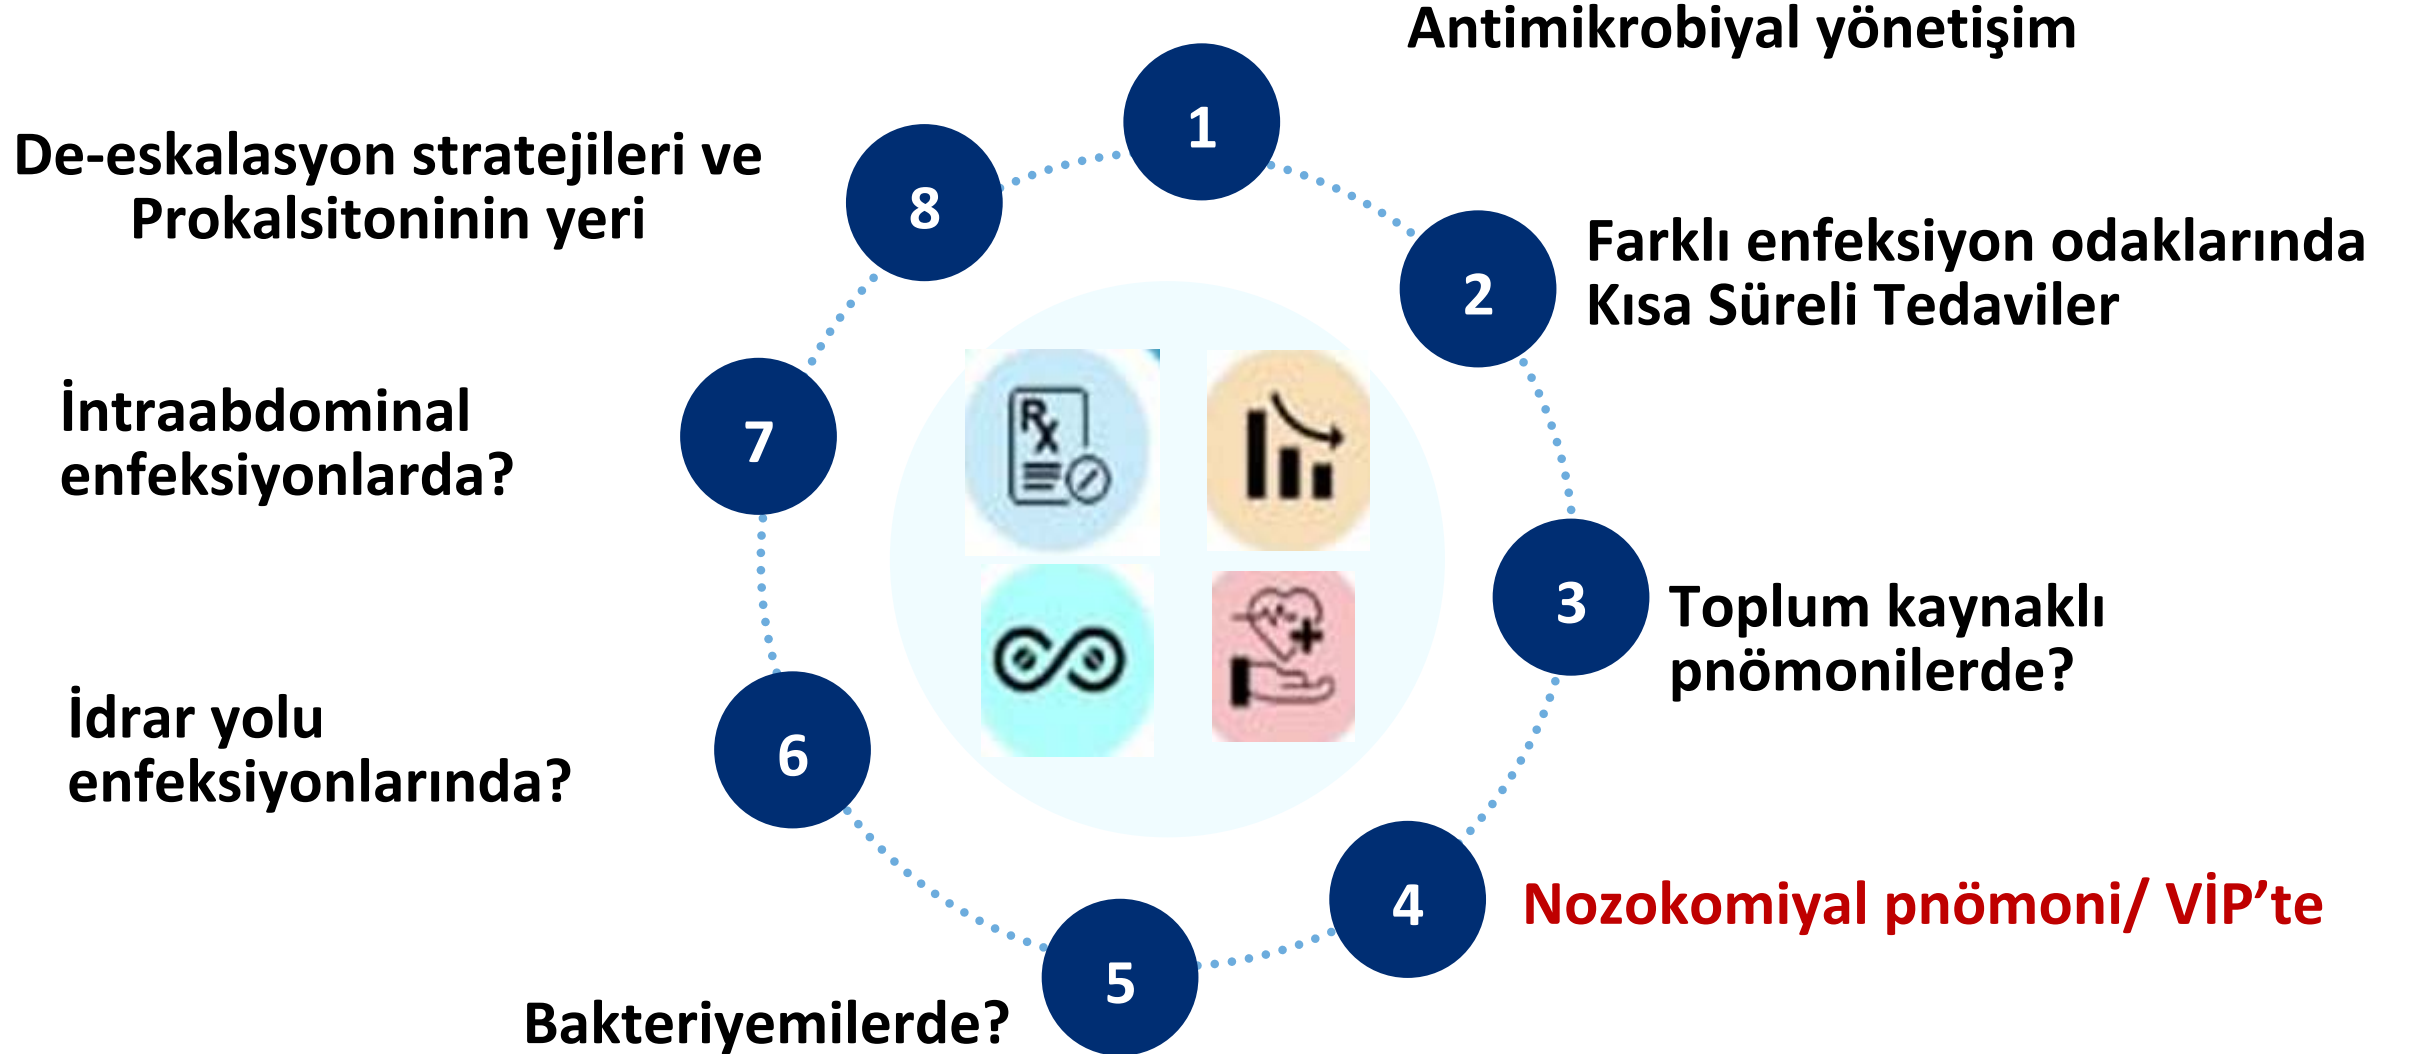 1
Antimikrobiyal yönetişim
2
Farklı enfeksiyon odaklarında
Kısa Süreli Tedaviler
3
Toplum kaynaklı
pnömonilerde?
4
Nozokomiyal pnömoni/ VİP’te
5
Bakteriyemilerde?
6
İdrar yolu
enfeksiyonlarında?
7
İntraabdominal
enfeksiyonlarda?
8
De-eskalasyon stratejileri ve
Prokalsitoninin yeri
Rx